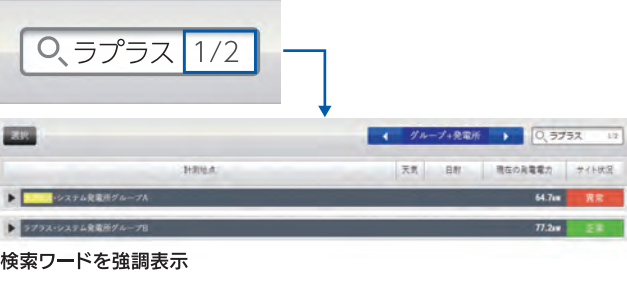 ラプラス 1/2
選択 グループ+発電所 ラプラス 1/2
計測地点 天気 日射 現在の発電電力 サイト状況
ラプラス・システム発電所グループA 64.7kW 異常
ラプラス・システム発電所グループB 77.2kW 正常
検索ワードを強調表示